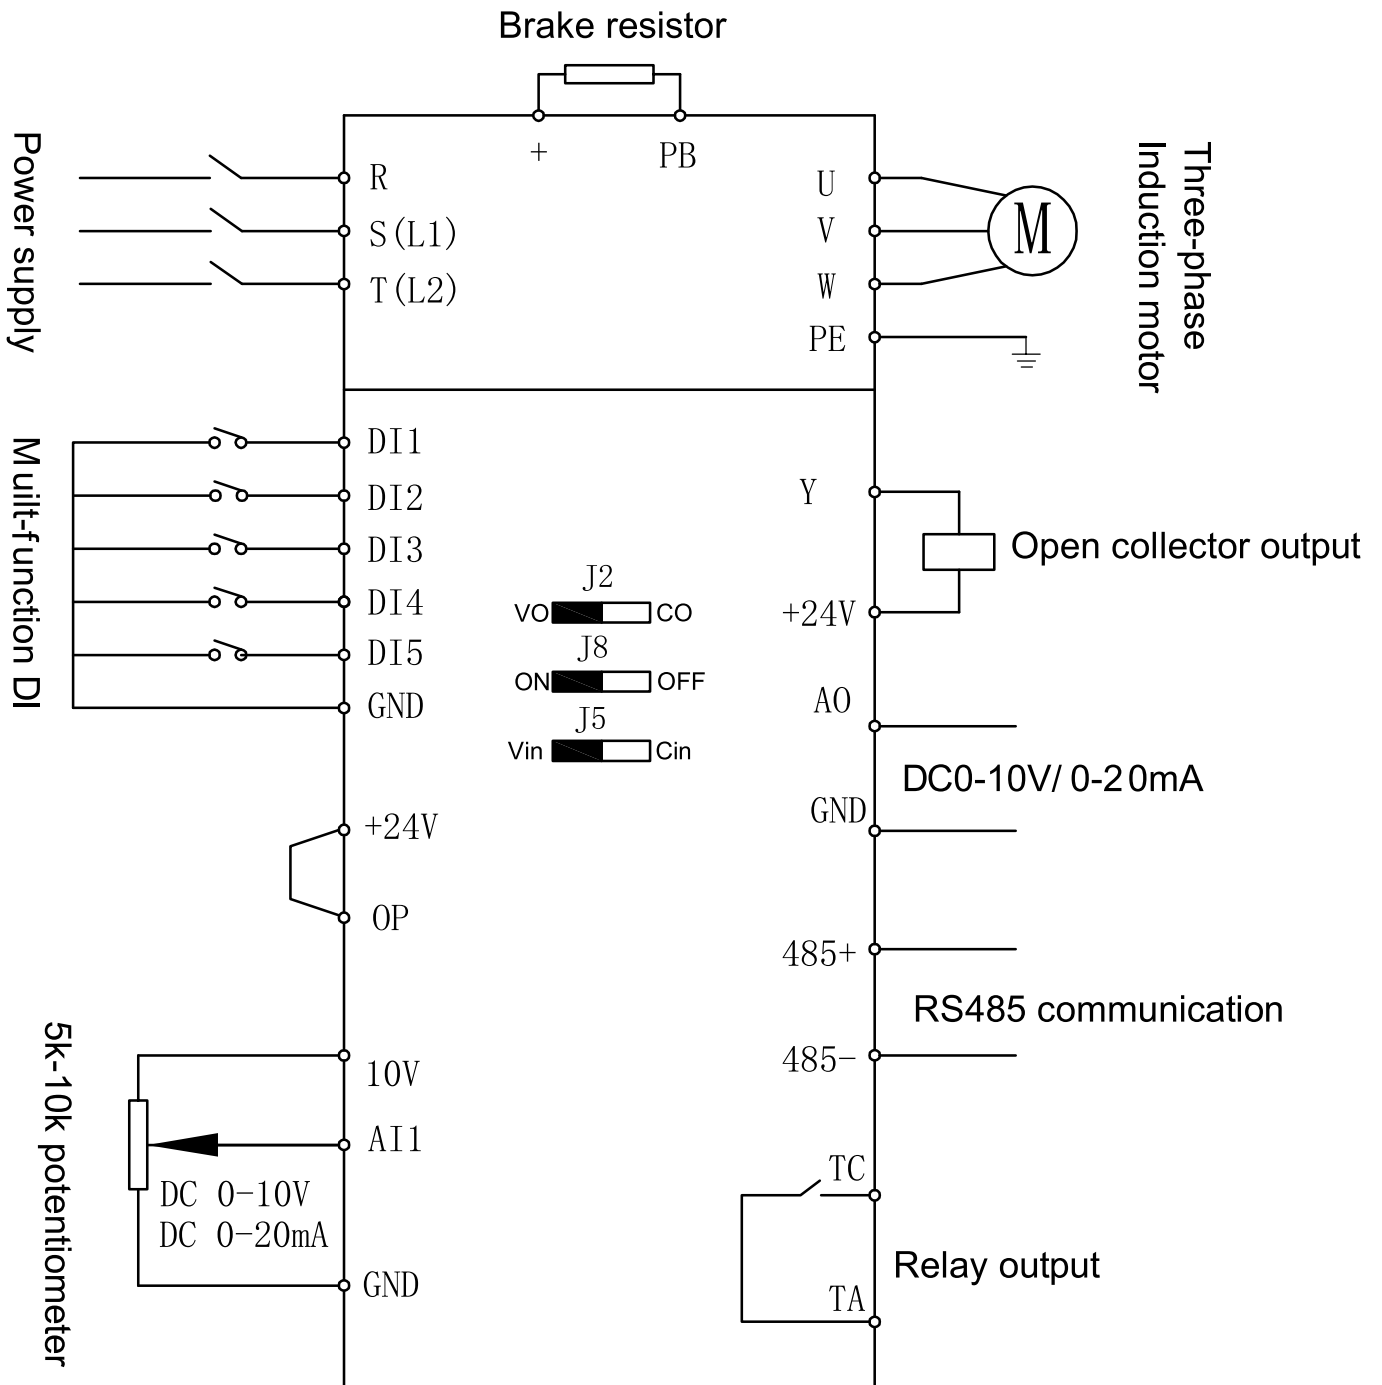 Brake resistor
+
PB
Power supply
R
S(L1)
T(L2)
U
V
W
PE
M
Three-phase
Induction motor
Muilt-function DI
DI1
DI2
DI3
DI4
DI5
GND
J2
VO
CO
J8
ON
OFF
J5
Vin
Cin
Y
+24V
Open collector output
AO
DC0-10V/ 0-20mA
GND
+24V
OP
485+
RS485 communication
485-
5k-10k potentiometer
10V
AI1
DC 0-10V
DC 0-20mA
GND
TC
Relay output
TA